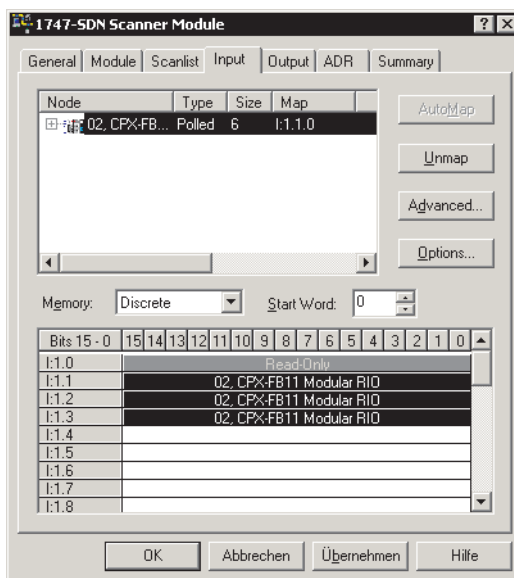 1747-SDN Scanner Module
General Module Scanlist Input Output ADR Summary
Node Type Size Map
02, CPX-FB... Polled 6 I:1.1.0
AutoMap
Unmap
Advanced...
Options...
Memory: Discrete Start Word: 0
Bits 15 - 0 15 14 13 12 11 10 9 8 7 6 5 4 3 2 1 0
I:1.0 Read-Only
I:1.1 02, CPX-FB11 Modular RIO
I:1.2 02, CPX-FB11 Modular RIO
I:1.3 02, CPX-FB11 Modular RIO
I:1.4
I:1.5
I:1.6
I:1.7
I:1.8
OK Abbrechen Übernehmen Hilfe